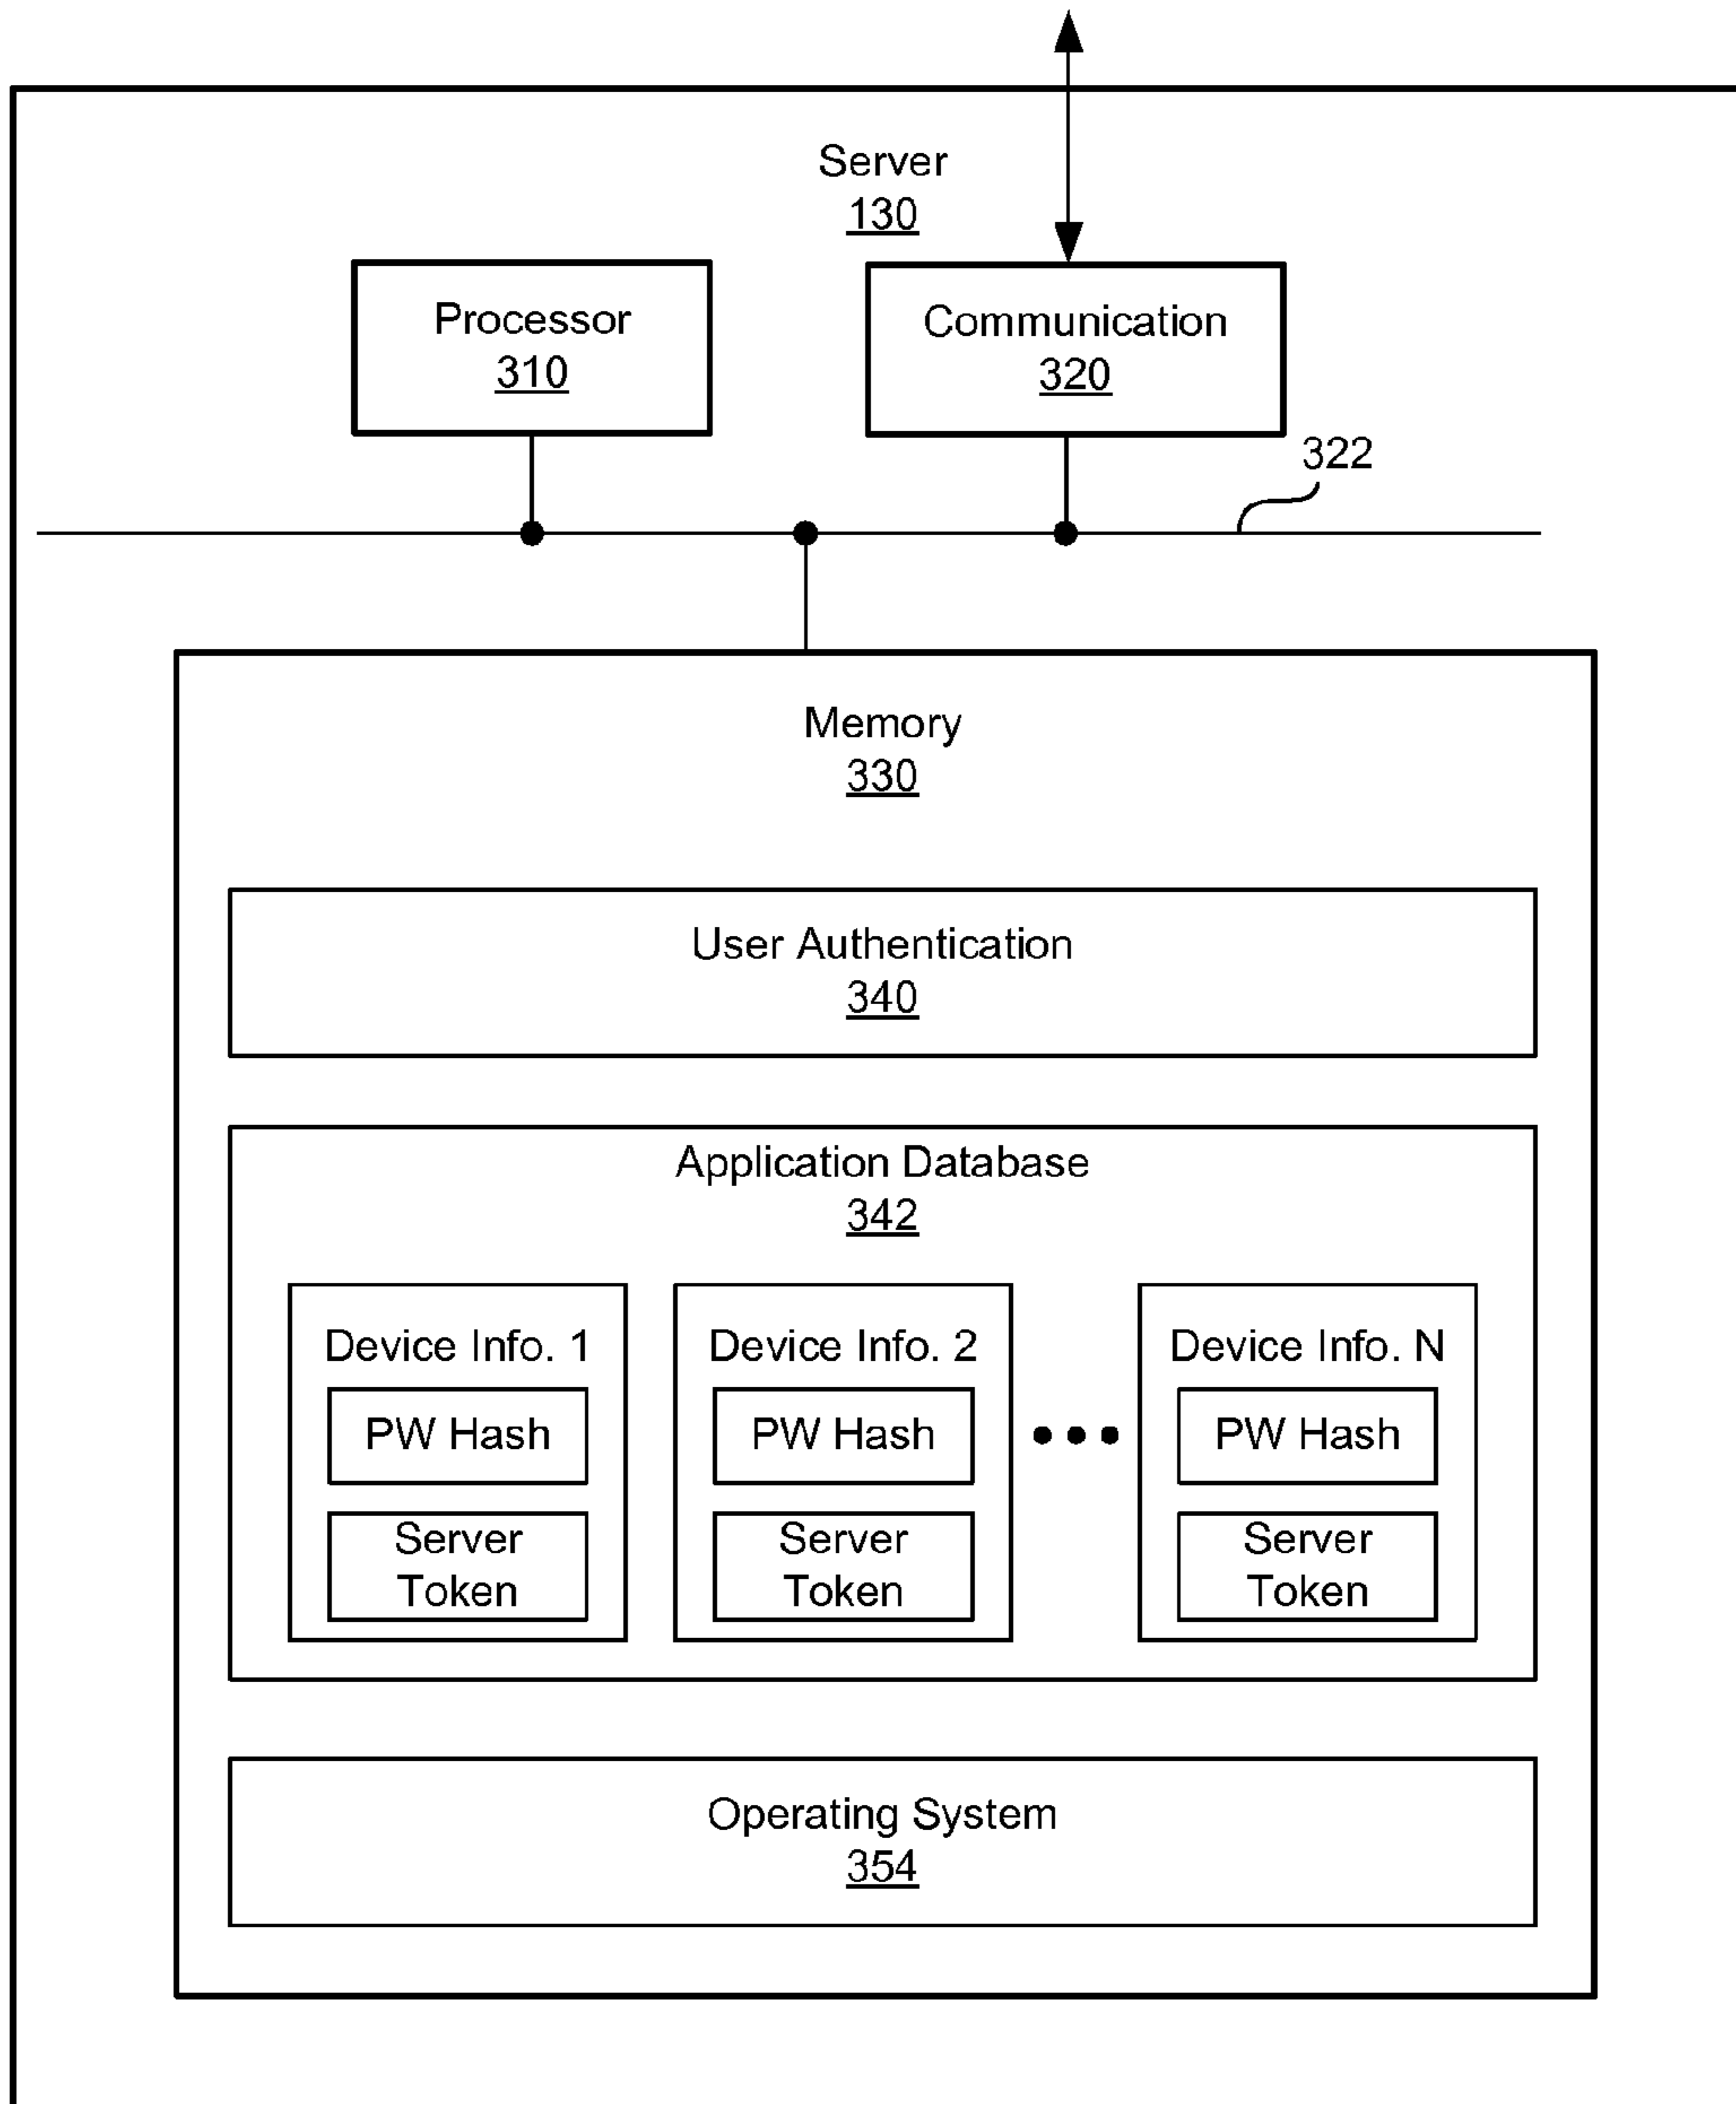 Server
130
Processor
310
Communication
320
322
Memory
330
User Authentication
340
Application Database
342
Device Info. 1
PW Hash
Server
Token
Device Info. 2
PW Hash
Server
Token
Device Info. N
PW Hash
Server
Token
Operating System
354